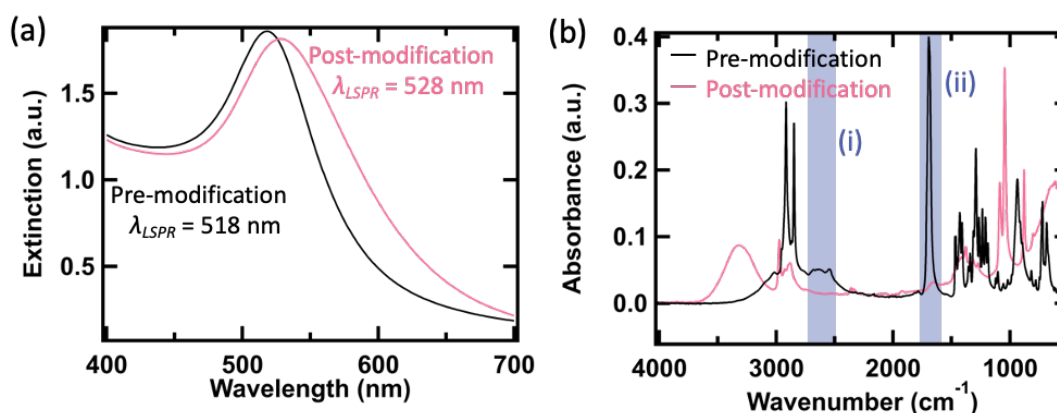 (a)
Post-modification
λLSPR = 528 nm
Pre-modification
λLSPR = 518 nm
Extinction (a.u.)
1.5
1.0
0.5
400
500
600
700
Wavelength (nm)
(b)
Pre-modification
Post-modification
(i)
(ii)
Absorbance (a.u.)
0.4
0.3
0.2
0.1
0.0
4000
3000
2000
1000
Wavenumber (cm⁻¹)